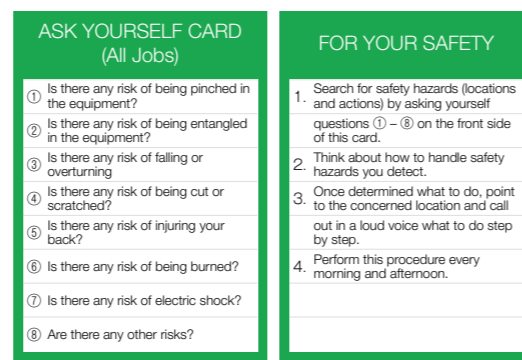 ASK YOURSELF CARD
(All Jobs)
① Is there any risk of being pinched in
the equipment?
② Is there any risk of being entangled
in the equipment?
③ Is there any risk of falling or
overturning
④ Is there any risk of being cut or
scratched?
⑤ Is there any risk of injuring your
back?
⑥ Is there any risk of being burned?
⑦ Is there any risk of electric shock?
⑧ Are there any other risks?
FOR YOUR SAFETY
1. Search for safety hazards (locations
and actions) by asking yourself
questions ① – ⑧ on the front side
of this card.
2. Think about how to handle safety
hazards you detect.
3. Once determined what to do, point
to the concerned location and call
out in a loud voice what to do step
by step.
4. Perform this procedure every
morning and afternoon.